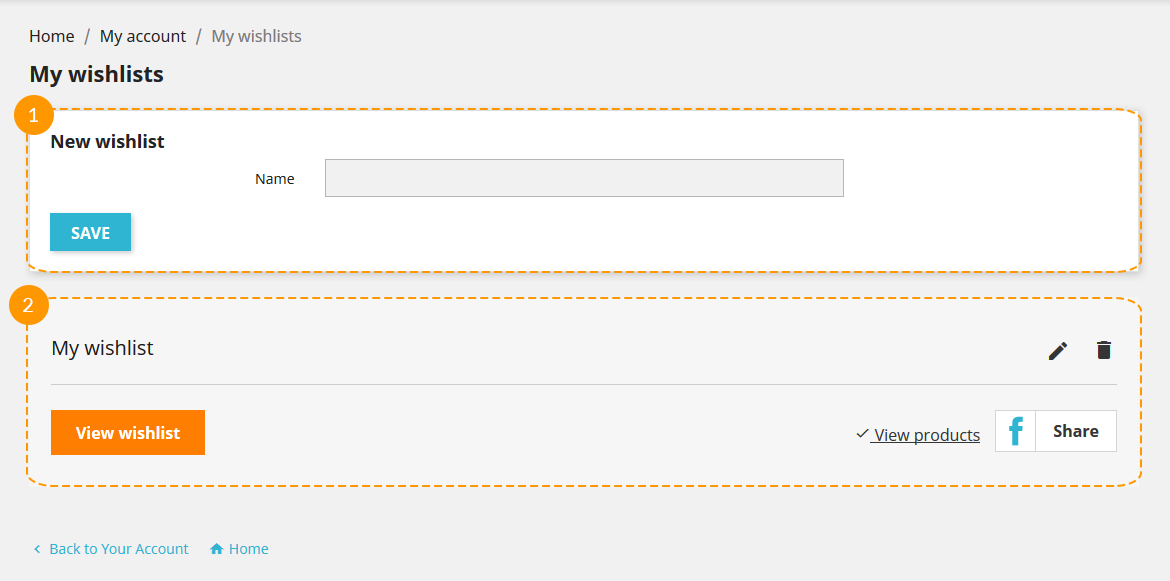 Home / My account / My wishlists
My wishlists
1
New wishlist
Name
SAVE
2
My wishlist
View wishlist
View products
f Share
Back to Your Account Home